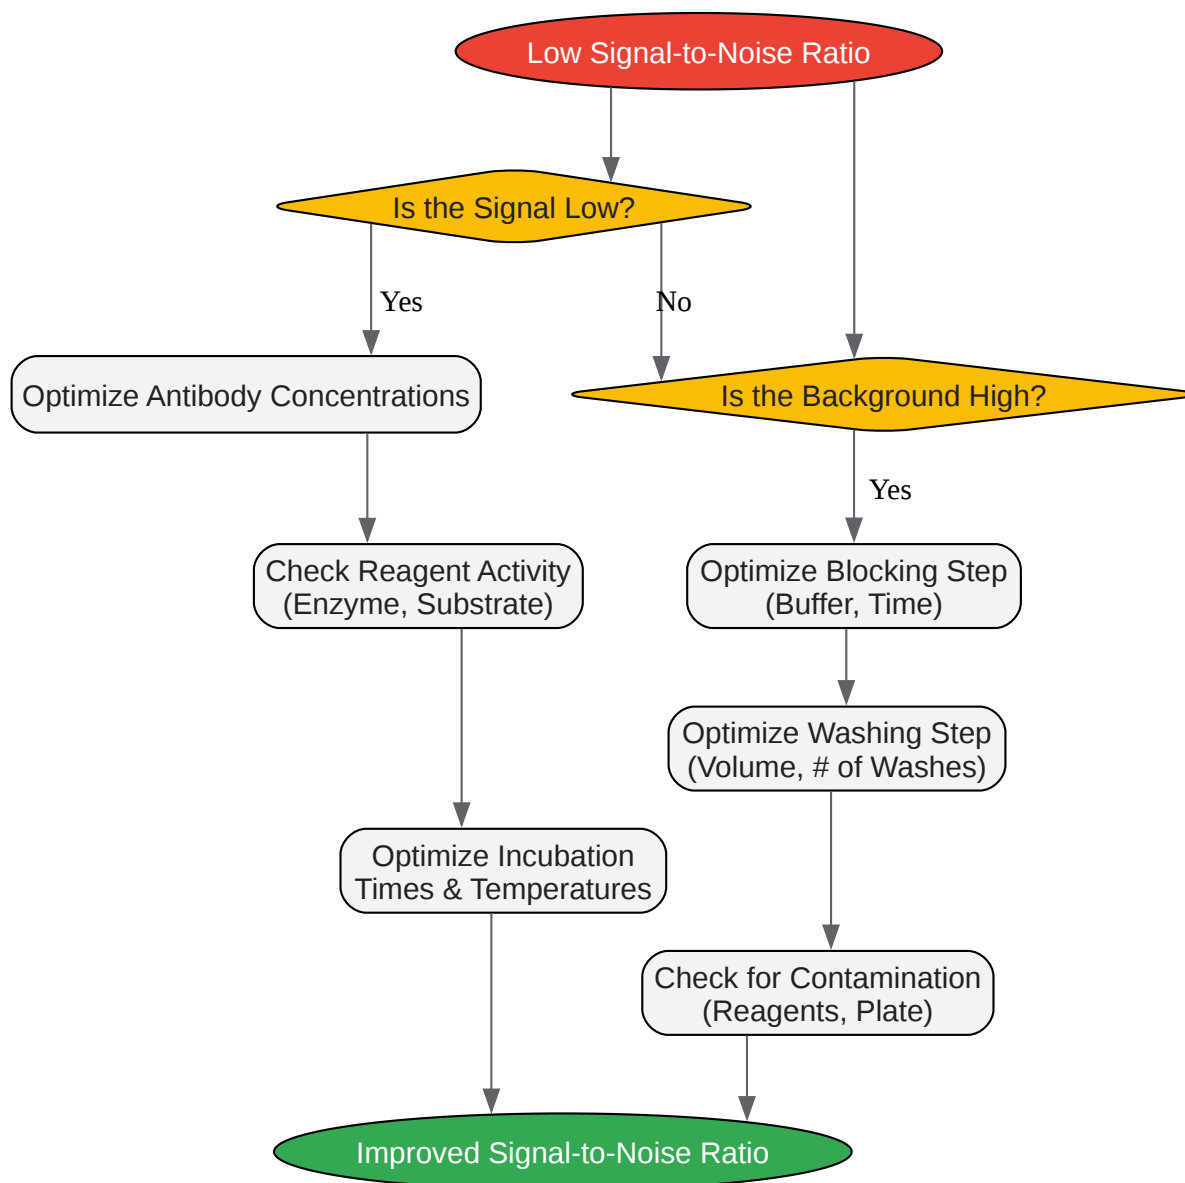 Low Signal-to-Noise Ratio
Is the Signal Low?
Yes
No
Optimize Antibody Concentrations
Is the Background High?
Yes
Check Reagent Activity
(Enzyme, Substrate)
Optimize Blocking Step
(Buffer, Time)
Optimize Washing Step
(Volume, # of Washes)
Optimize Incubation
Times & Temperatures
Check for Contamination
(Reagents, Plate)
Improved Signal-to-Noise Ratio